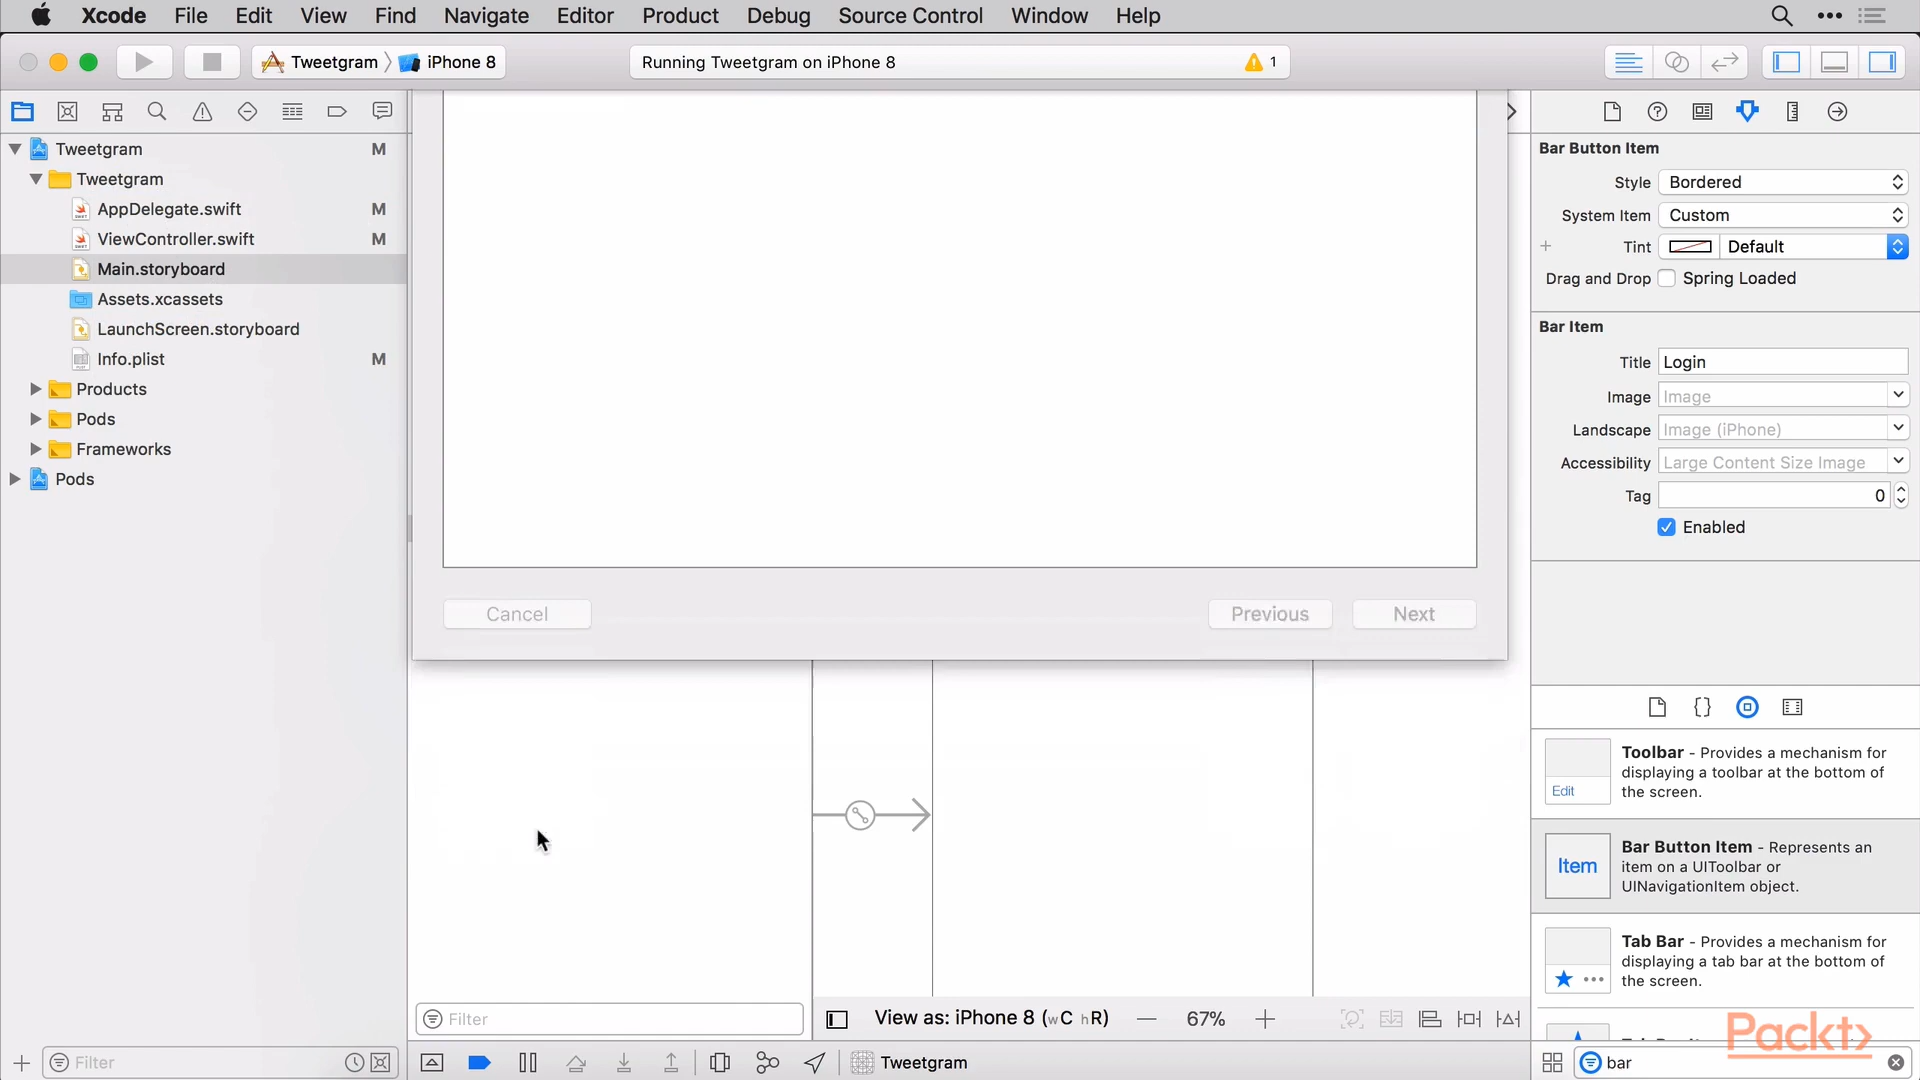 Xcode File Edit View Find Navigate Editor Product Debug Source Control Window Help
Tweetgram iPhone 8
Running Tweetgram on iPhone 8
1
Tweetgram M
Tweetgram
AppDelegate.swift M
ViewController.swift M
Main.storyboard
Assets.xcassets
LaunchScreen.storyboard
Info.plist M
Products
Pods
Frameworks
Pods
Filter
Cancel
Previous
Next
Filter
View as: iPhone 8 (wC hR)
67%
Tweetgram
Bar Button Item
Style Bordered
System Item Custom
Tint Default
Drag and Drop Spring Loaded
Bar Item
Title Login
Image Image
Landscape Image (iPhone)
Accessibility Large Content Size Image
Tag 0
Enabled
Edit
Toolbar - Provides a mechanism for
displaying a toolbar at the bottom of
the screen.
Item
Bar Button Item - Represents an
item on a UIToolbar or
UINavigationItem object.
Tab Bar - Provides a mechanism for
displaying a tab bar at the bottom of
the screen.
Packt
bar